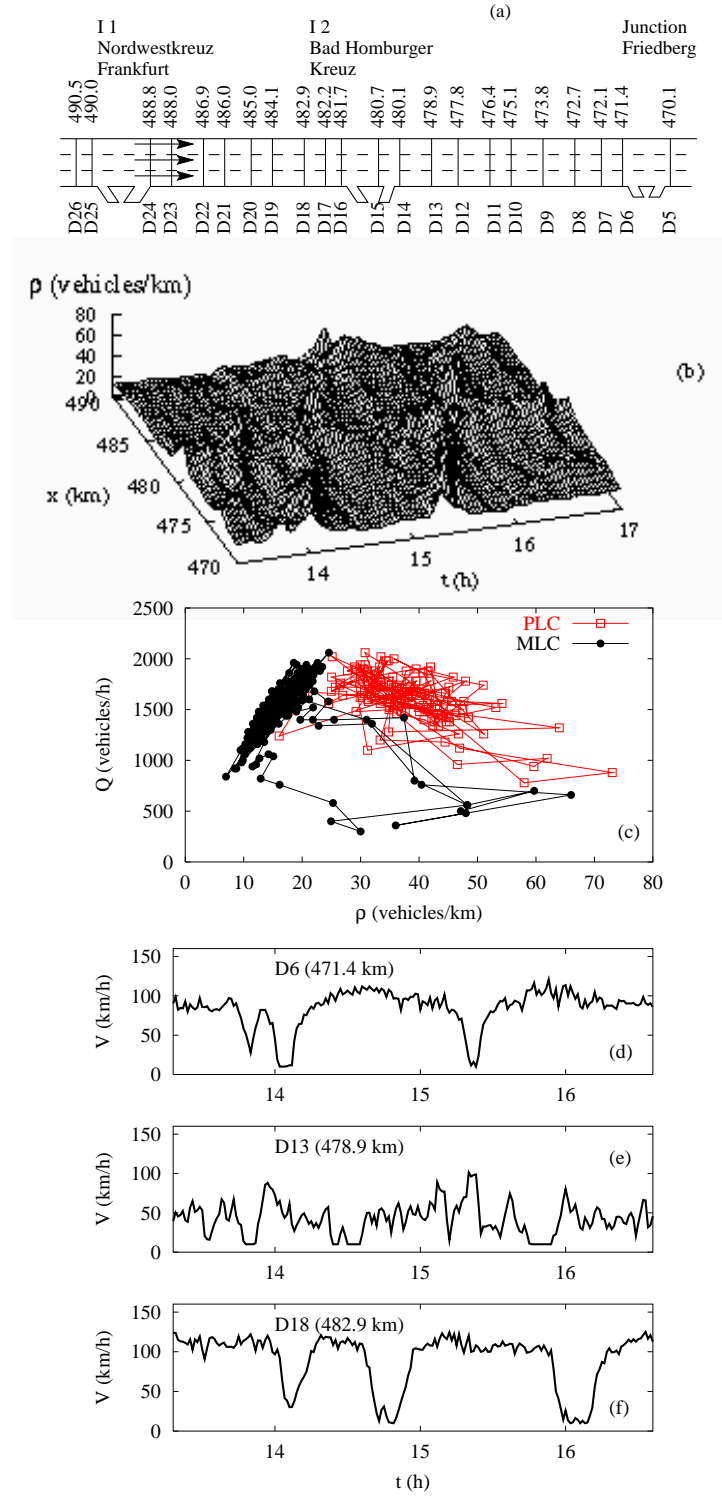 (a)
I 1 I 2 Junction
Nordwestkreuz Bad Homburger Friedberg
Frankfurt Kreuz
490.5 490.0 488.8 488.0 486.9 486.0 485.0 484.1 482.9 482.2 481.7 480.7 480.1 478.9 477.8 476.4 475.1 473.8 472.7 472.1 471.4 470.1
D26 D25 D24 D23 D22 D21 D20 D19 D18 D17 D16 D15 D14 D13 D12 D11 D10 D9 D8 D7 D6 D5
ρ (vehicles/km)
80
60
40
20
0
(b)
490
485
480
475
470
x (km)
14 15 16 17
t (h)
2500
2000
1500
1000
500
0
Q (vehicles/h)
PLC
MLC
(c)
0 10 20 30 40 50 60 70 80
ρ (vehicles/km)
150
100
50
0
V (km/h)
D6 (471.4 km)
(d)
14 15 16
150
100
50
0
V (km/h)
D13 (478.9 km)
(e)
14 15 16
150
100
50
0
V (km/h)
D18 (482.9 km)
(f)
14 15 16
t (h)